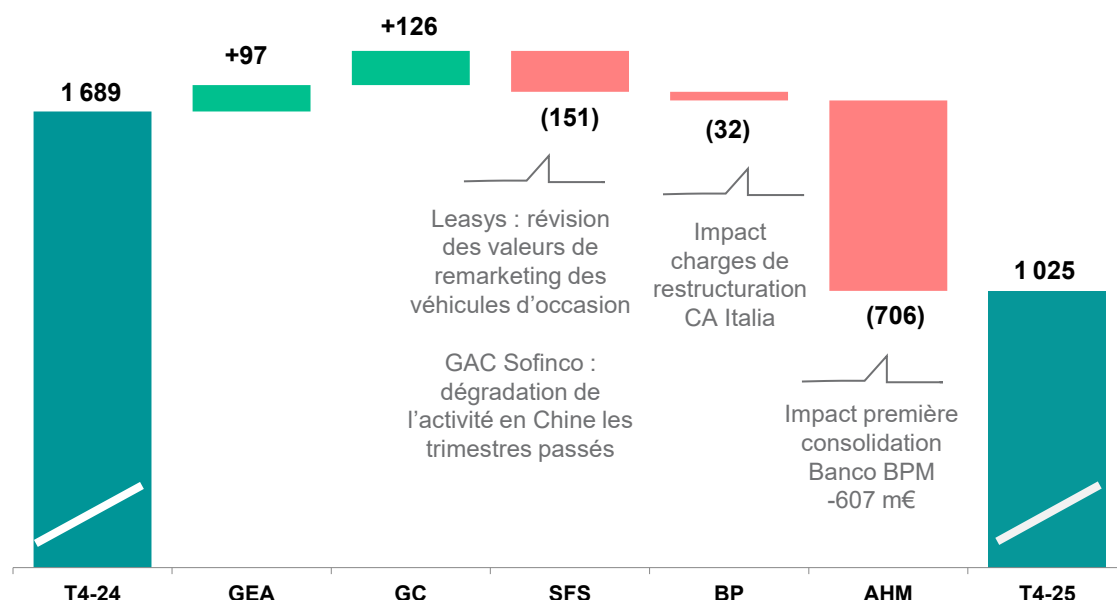 +126
+97
1 689
(151)
(32)
Leasys : révision
des valeurs de
remarketing des
véhicules d’occasion
GAC Sofinco :
dégradation de
l’activité en Chine les
trimestres passés
Impact
charges de
restructuration
CA Italia
1 025
(706)
Impact première
consolidation
Banco BPM
-607 m€
T4-24
GEA
GC
SFS
BP
AHM
T4-25